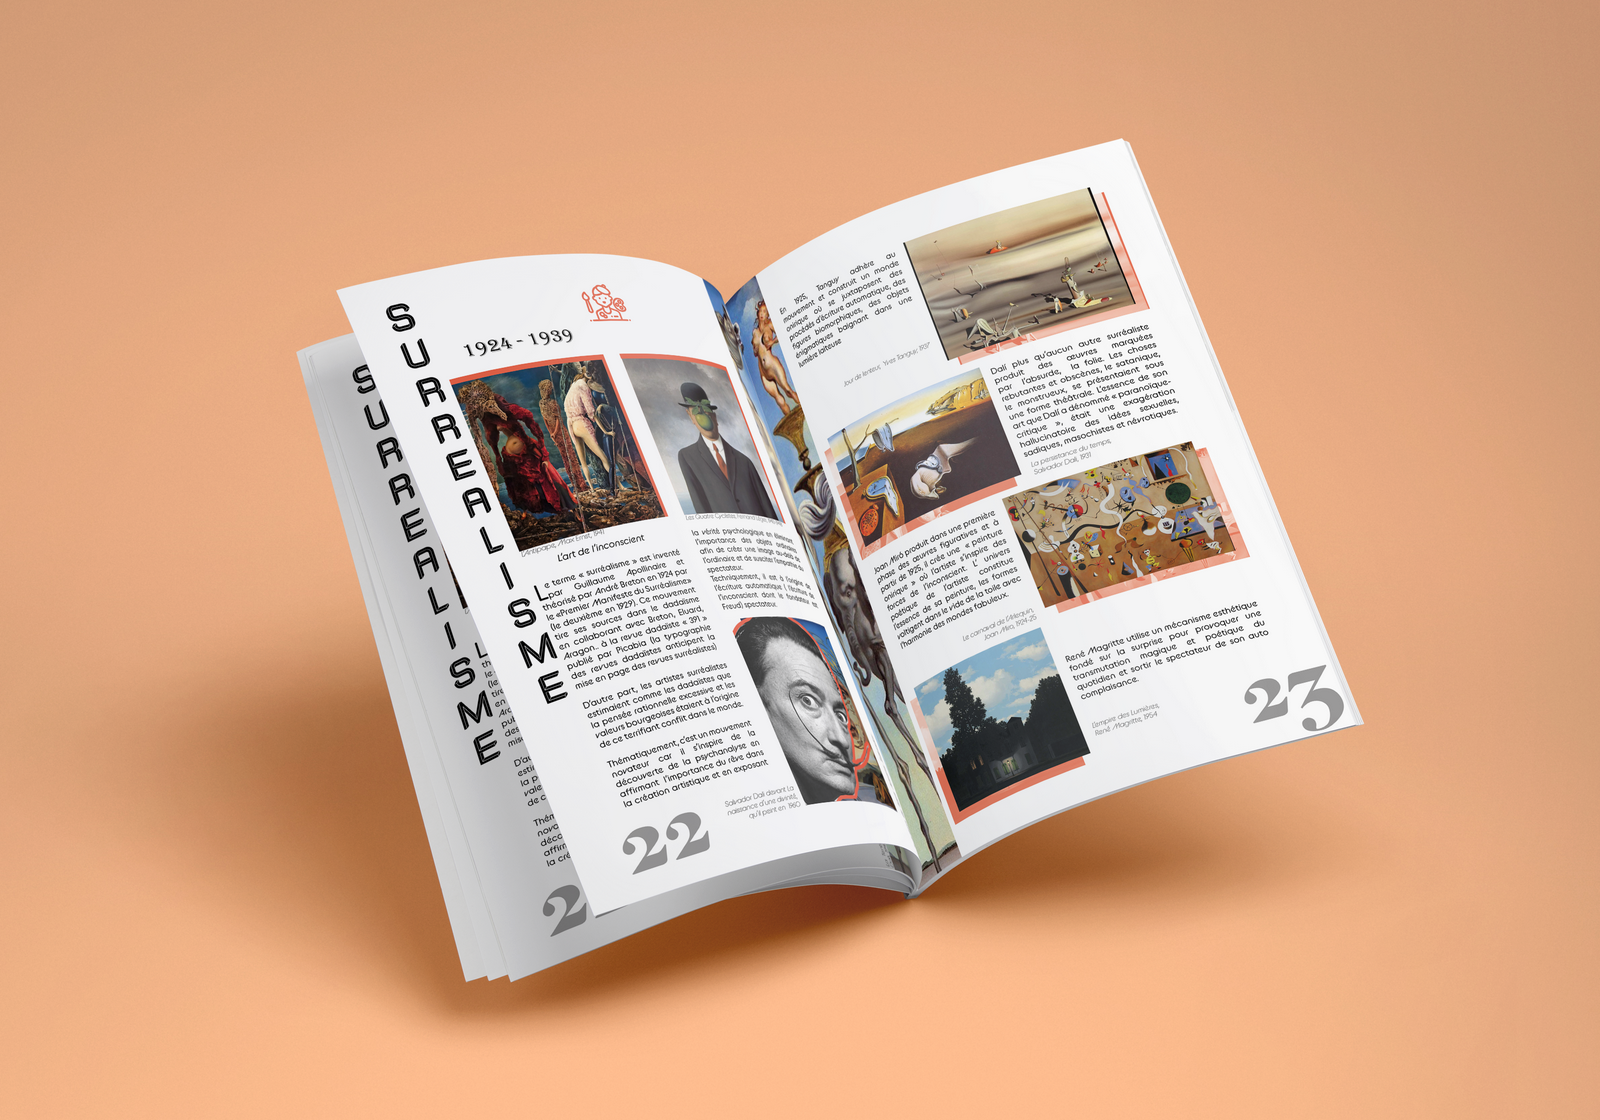 SURREALISME
1924 - 1939
L'Antipape, Max Ernst, 1941
L'art de l'inconscient
Le terme « surréalisme » est inventé
par Guillaume Apollinaire et
théorisé par André Breton en 1924 par
le «Premier Manifeste du Surréalisme»
(le deuxième en 1929). Ce mouvement
tire ses sources dans le dadaïsme
en collaborant avec Breton, Eluard,
Aragon.. à la revue dadaïste « 391 »
publié par Picabia (la typographie
des revues dadaïstes anticipent la
mise en page des revues surréalistes)
D'autre part, les artistes surréalistes
estimaient comme les dadaïstes que
la pensée rationnelle excessive et les
valeurs bourgeoises étaient à l'origine
de ce terrifiant conflit dans le monde.
Thématiquement, c'est un mouvement
novateur car il s'inspire de la
découverte de la psychanalyse en
affirmant l'importance du rêve dans
la création artistique et en exposant
Les Quatre Cyclistes, Fernand Léger,
la vérité psychologique en éliminant
l'importance des objets ordinaires
afin de créer une image au-delà de
l'ordinaire et de susciter l'empathie du
spectateur.
Techniquement, il est à l'origine de
l'écriture automatique ( l'écriture de
l'inconscient dont le fondateur est
Freud) spectateur.
Salvador Dalí devant La
naissance d'une divinité,
qu'il peint en 1960
22
En 1925, Tanguy adhère au
mouvement et construit un monde
onirique où se juxtaposent des
procédés d'écriture automatique, des
figures biomorphiques, des objets
énigmatiques baignant dans une
lumière laiteuse
Jour de lenteur, Yves Tanguy, 1937
Dalí plus qu'aucun autre surréaliste
produit des œuvres marquées
par l'absurde, la folie. Les choses
rebutantes et obscènes, le satanique,
le monstrueux, se présentaient sous
une forme théâtrale. L'essence de son
art que Dalí a dénommé « paranoïaque-
critique », était une exagération
hallucinatoire des idées sexuelles,
sadiques, masochistes et névrotiques.
La persistance du temps,
Salvador Dalí, 1931
Joan Miró produit dans une première
phase des œuvres figuratives et à
partir de 1925, il crée une « peinture
onirique » où l'artiste s'inspire des
forces de l'inconscient. L' univers
poétique de l'artiste constitue
l'essence de sa peinture, les formes
voltigent dans le vide de la toile avec
l'harmonie des mondes fabuleux.
Le carnaval de d'Arlequin,
Joan Miro, 1924-25
René Magritte utilise un mécanisme esthétique
fondé sur la surprise pour provoquer une
transmutation magique et poétique du
quotidien et sortir le spectateur de son auto
complaisance.
L'empire des Lumières,
René Magritte, 1954
23
SURREALISME
2